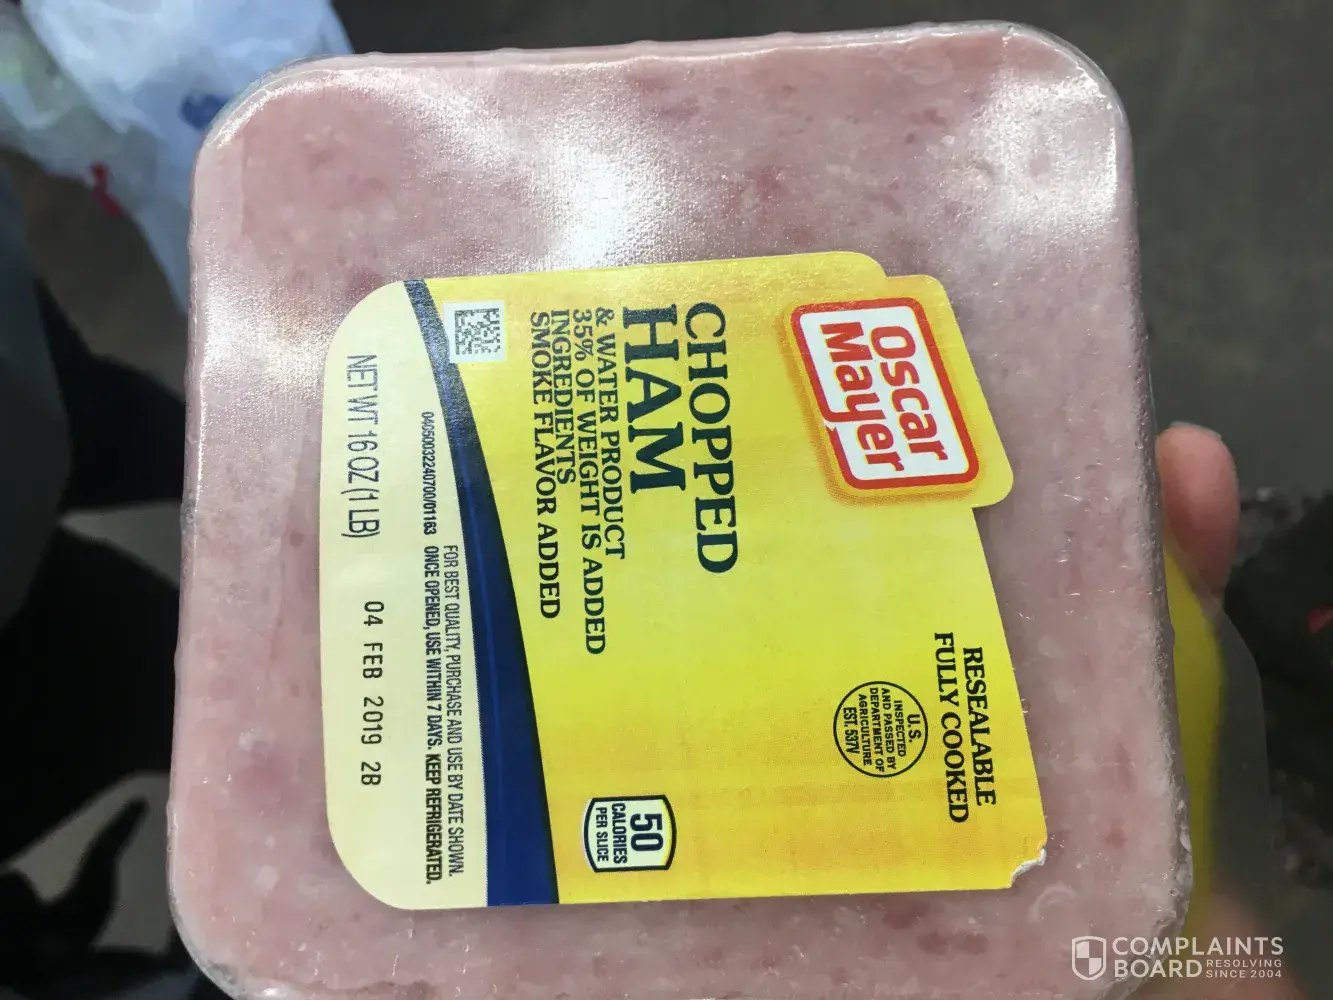 Oscar
Mayer
CHOPPED
HAM
& WATER PRODUCT
35% OF WEIGHT IS ADDED
INGREDIENTS
SMOKE FLAVOR ADDED
RESEALABLE
FULLY COOKED
U.S.
INSPECTED
AND PASSED BY
DEPARTMENT OF
AGRICULTURE
EST. 537V
50
CALORIES
PER SLICE
FOR BEST QUALITY, PURCHASE AND USE BY DATE SHOWN.
04050032240700/01163 ONCE OPENED, USE WITHIN 7 DAYS. KEEP REFRIGERATED.
NET WT 16 OZ (1 LB) 04 FEB 2019 2B
COMPLAINTS
BOARD RESOLVING
SINCE 2004